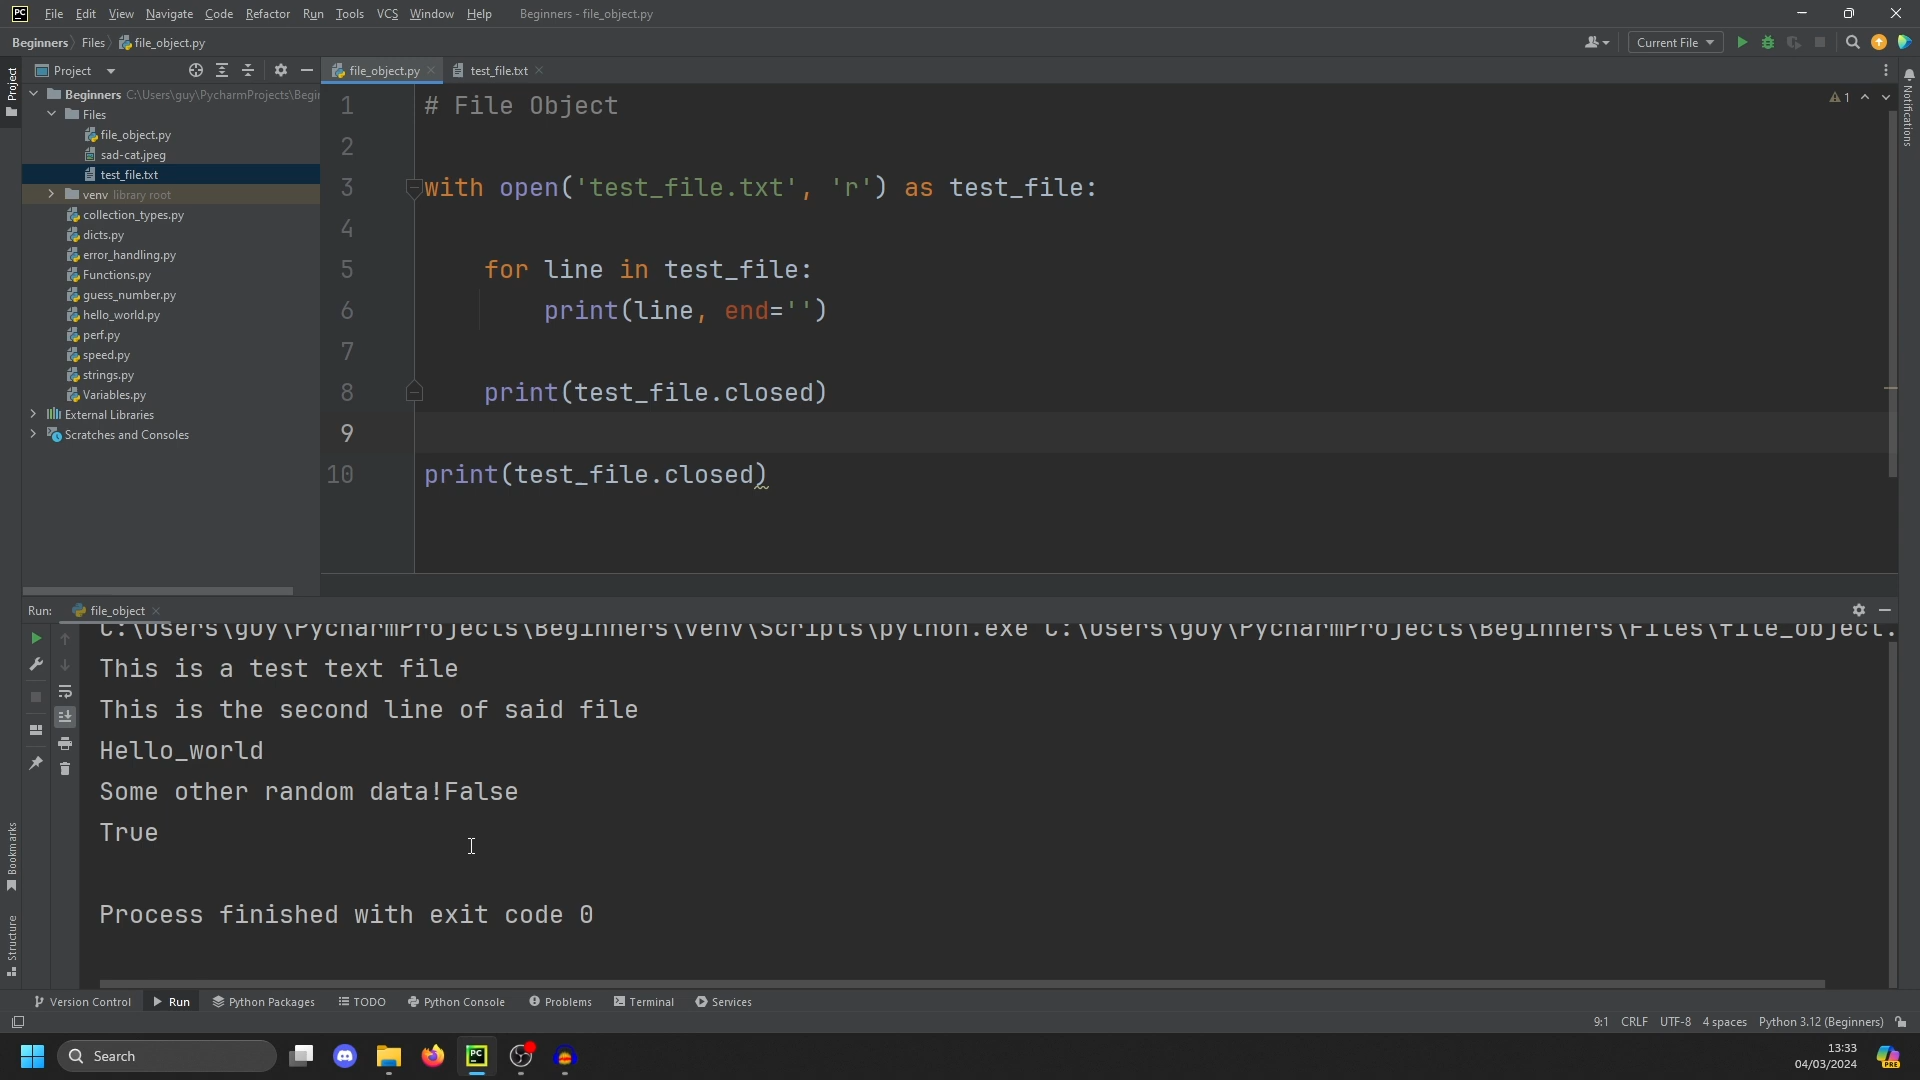 File Edit View Navigate Code Refactor Run Tools VCS Window Help Beginners - file_object.py
Beginners Files file_object.py Current File
Project
Project
Beginners C:\Users\guy\PycharmProjects\Begi
Files
file_object.py
sad-cat.jpeg
test_file.txt
venv library root
collection_types.py
dicts.py
error_handling.py
Functions.py
guess_number.py
hello_world.py
perf.py
speed.py
strings.py
Variables.py
External Libraries
Scratches and Consoles
file_object.py test_file.txt
1 # File Object
2
3 with open('test_file.txt', 'r') as test_file:
4
5 for line in test_file:
6 print(line, end='')
7
8 print(test_file.closed)
9
10 print(test_file.closed)
1
Notifications
Run: file_object
C:\Users\guy\PycharmProjects\Beginners\venv\Scripts\python.exe C:\Users\guy\PycharmProjects\Beginners\Files\file_object.
This is a test text file
This is the second line of said file
Hello_world
Some other random data!False
True
Process finished with exit code 0
Bookmarks
Structure
Version Control Run Python Packages TODO Python Console Problems Terminal Services
9:1 CRLF UTF-8 4 spaces Python 3.12 (Beginners)
Search
13:33
04/03/2024